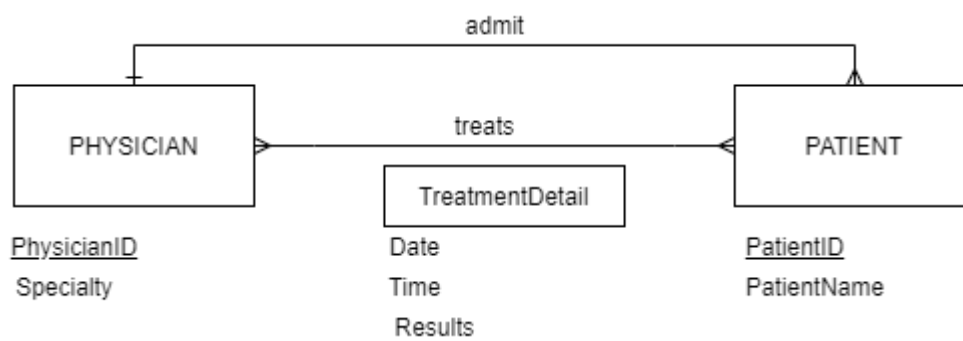 admit
PHYSICIAN
treats
PATIENT
TreatmentDetail
PhysicianID
Specialty
Date
Time
Results
PatientID
PatientName